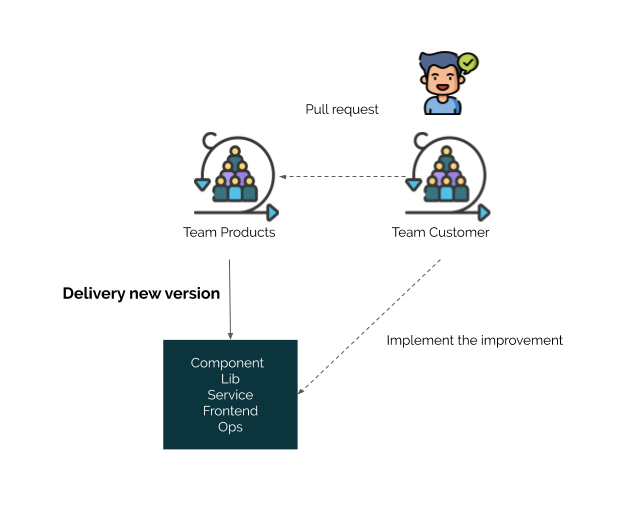 Pull request
Team Products
Team Customer
Delivery new version
Implement the improvement
Component
Lib
Service
Frontend
Ops